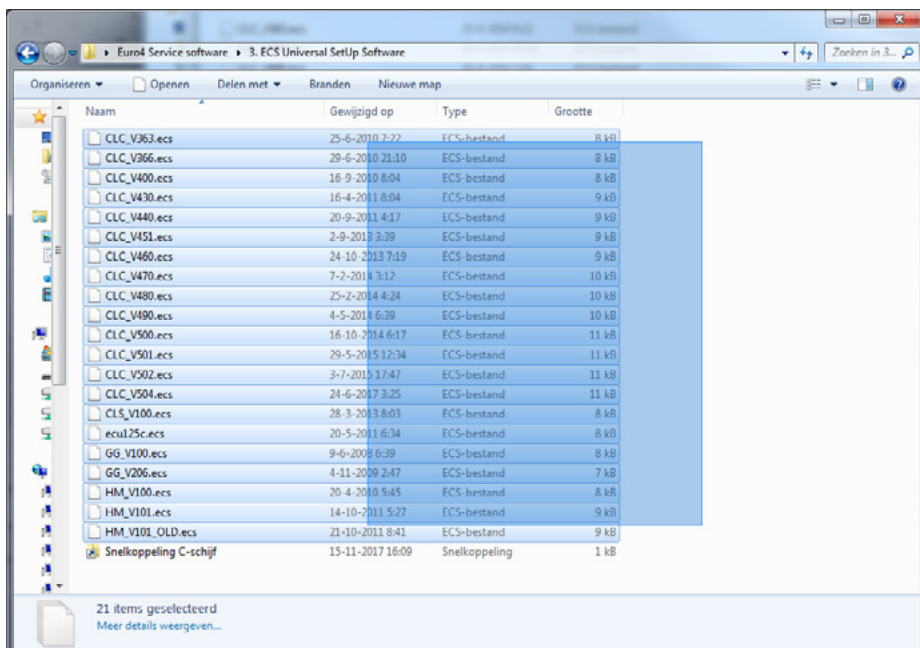 Euro4 Service software ▸ 3. ECS Universal SetUp Software
Zoeken in 3...
Organiseren Openen Delen met Branden Nieuwe map
Naam Gewijzigd op Type Grootte
CLC_V363.ecs 25-6-2010 7:22 ECS-bestand 8 kB
CLC_V366.ecs 29-6-2010 21:10 ECS-bestand 8 kB
CLC_V400.ecs 16-9-2010 8:04 ECS-bestand 8 kB
CLC_V430.ecs 16-4-2011 8:04 ECS-bestand 9 kB
CLC_V440.ecs 20-9-2011 4:17 ECS-bestand 9 kB
CLC_V451.ecs 2-9-2013 3:39 ECS-bestand 9 kB
CLC_V460.ecs 24-10-2013 7:19 ECS-bestand 9 kB
CLC_V470.ecs 7-2-2014 3:12 ECS-bestand 10 kB
CLC_V480.ecs 25-2-2014 4:24 ECS-bestand 10 kB
CLC_V490.ecs 4-5-2014 6:39 ECS-bestand 10 kB
CLC_V500.ecs 16-10-2014 6:17 ECS-bestand 11 kB
CLC_V501.ecs 29-5-2015 12:34 ECS-bestand 11 kB
CLC_V502.ecs 3-7-2015 17:47 ECS-bestand 11 kB
CLC_V504.ecs 24-6-2017 3:25 ECS-bestand 11 kB
CLS_V100.ecs 28-3-2013 8:03 ECS-bestand 8 kB
ecu125c.ecs 20-5-2011 6:34 ECS-bestand 8 kB
GG_V100.ecs 9-6-2008 6:39 ECS-bestand 8 kB
GG_V206.ecs 4-11-2009 2:47 ECS-bestand 7 kB
HM_V100.ecs 20-4-2010 5:45 ECS-bestand 8 kB
HM_V101.ecs 14-10-2011 5:27 ECS-bestand 9 kB
HM_V101_OLD.ecs 21-10-2011 8:41 ECS-bestand 9 kB
Snelkoppeling C-schijf 15-11-2017 16:09 Snelkoppeling 1 kB
21 items geselecteerd
Meer details weergeven...